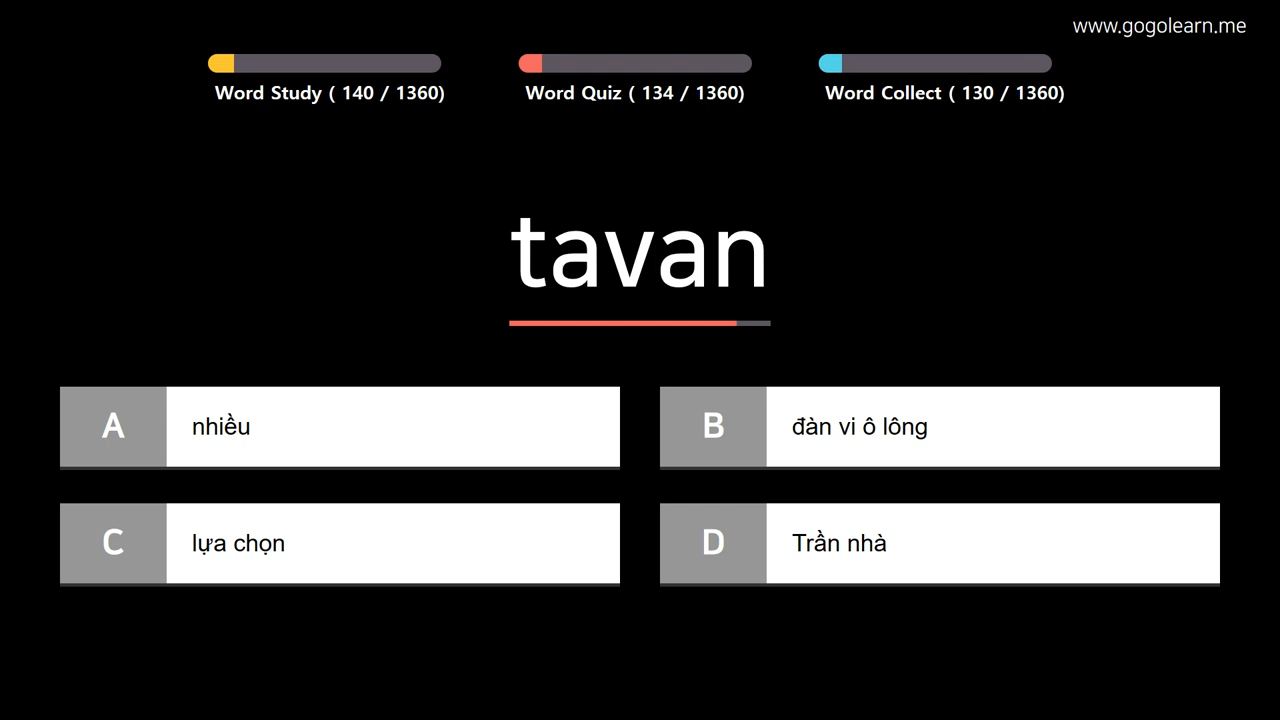 www.gogolearn.me
Word Study ( 140 / 1360)
Word Quiz ( 134 / 1360)
Word Collect ( 130 / 1360)
tavan
A nhiều
B đàn vi ô lông
C lựa chọn
D Trần nhà